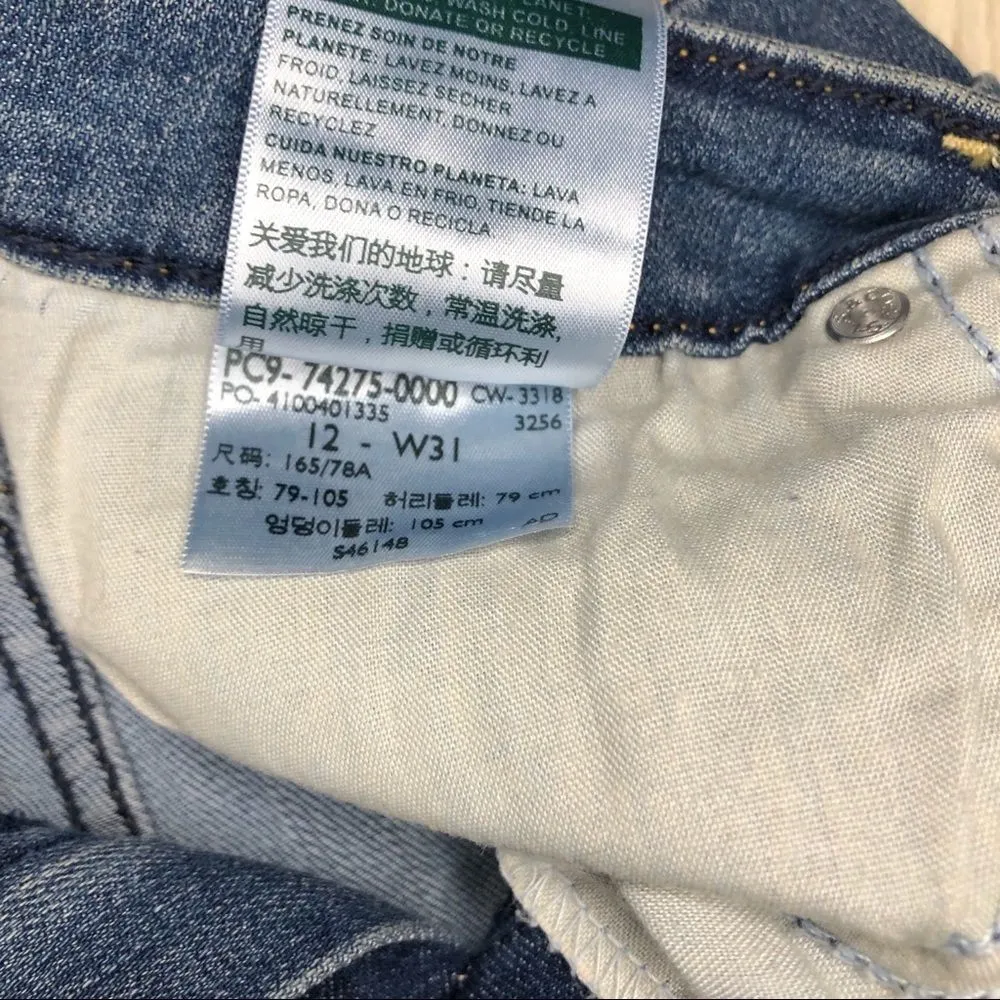 PLANET:
WASH COLD, LINE
DONATE OR RECYCLE
PRENEZ SOIN DE NOTRE
PLANETE: LAVEZ MOINS, LAVEZ A
FROID, LAISSEZ SECHER
NATURELLEMENT, DONNEZ OU
RECYCLEZ
CUIDA NUESTRO PLANETA: LAVA
MENOS, LAVA EN FRIO, TIENDE LA
ROPA, DONA O RECICLA
关爱我们的地球：请尽量
减少洗涤次数，常温洗涤，
自然晾干，捐赠或循环利
用
PC9-74275-0000 CW-3318
PO-4100401335 3256
12 - W31
尺码: 165/78A
호칭: 79-105 허리둘레: 79 cm
엉덩이둘레: 105 cm AD
S46148